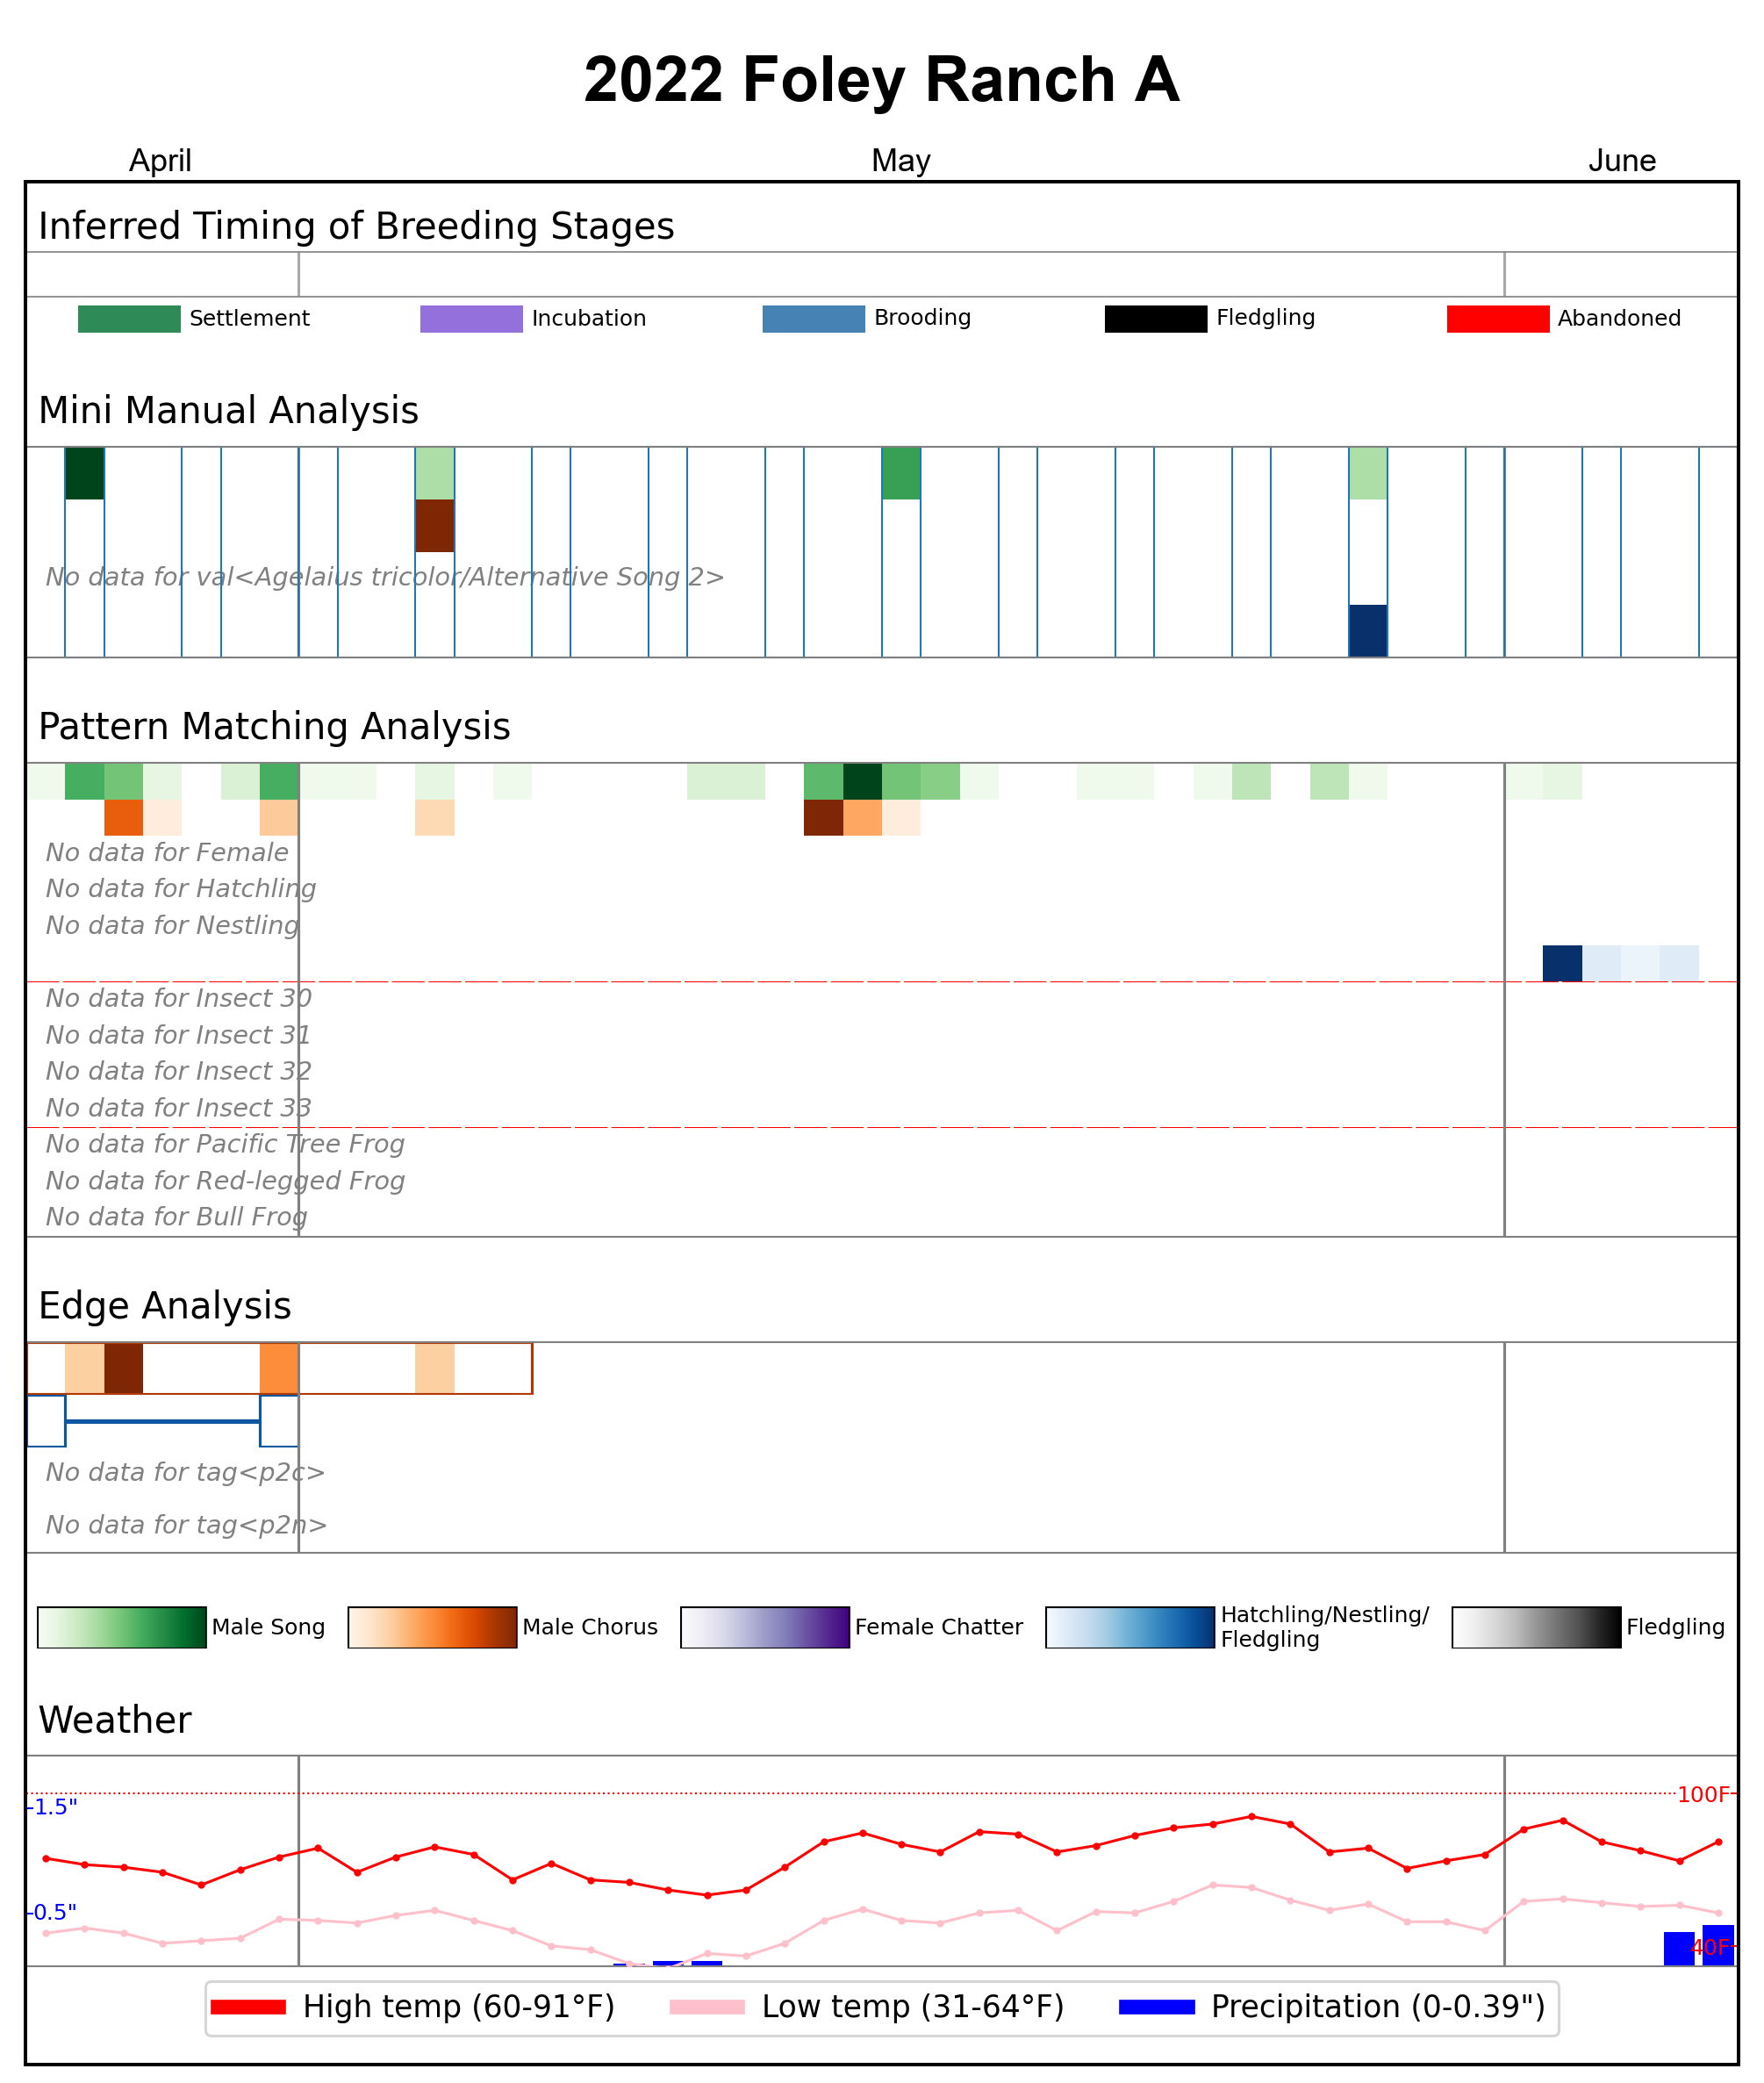 2022 Foley Ranch A
April May June
Inferred Timing of Breeding Stages
Settlement Incubation Brooding Fledgling Abandoned
Mini Manual Analysis
No data for val<Agelaius tricolor/Alternative Song 2>
Pattern Matching Analysis
No data for Female
No data for Hatchling
No data for Nestling
No data for Insect 30
No data for Insect 31
No data for Insect 32
No data for Insect 33
No data for Pacific Tree Frog
No data for Red-legged Frog
No data for Bull Frog
Edge Analysis
No data for tag<p2c>
No data for tag<p2n>
Male Song Male Chorus Female Chatter Hatchling/Nestling/
Fledgling Fledgling
Weather
100F
1.5"
0.5"
40F
High temp (60-91°F) Low temp (31-64°F) Precipitation (0-0.39")